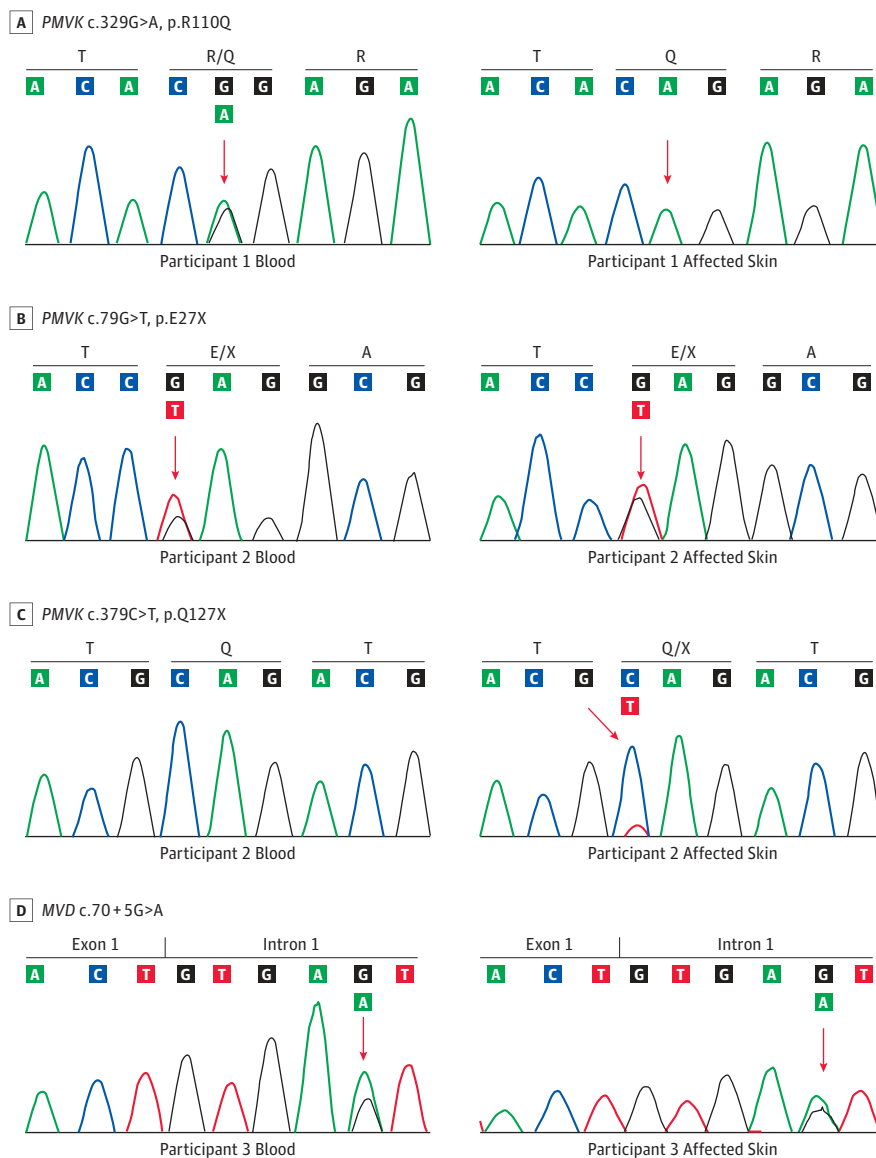 A PMVK c.329G>A, p.R110Q
T R/Q R T Q R
A C A C G G A G A A C A C A G A G A
A
Participant 1 Blood Participant 1 Affected Skin
B PMVK c.79G>T, p.E27X
T E/X A T E/X A
A C C G A G G C G A C C G A G G C G
T T
Participant 2 Blood Participant 2 Affected Skin
C PMVK c.379C>T, p.Q127X
T Q T T Q/X T
A C G C A G A C G A C G C A G A C G
T
Participant 2 Blood Participant 2 Affected Skin
D MVD c.70+5G>A
Exon 1 Intron 1 Exon 1 Intron 1
A C T G T G A G T A C T G T G A G T
A A
Participant 3 Blood Participant 3 Affected Skin